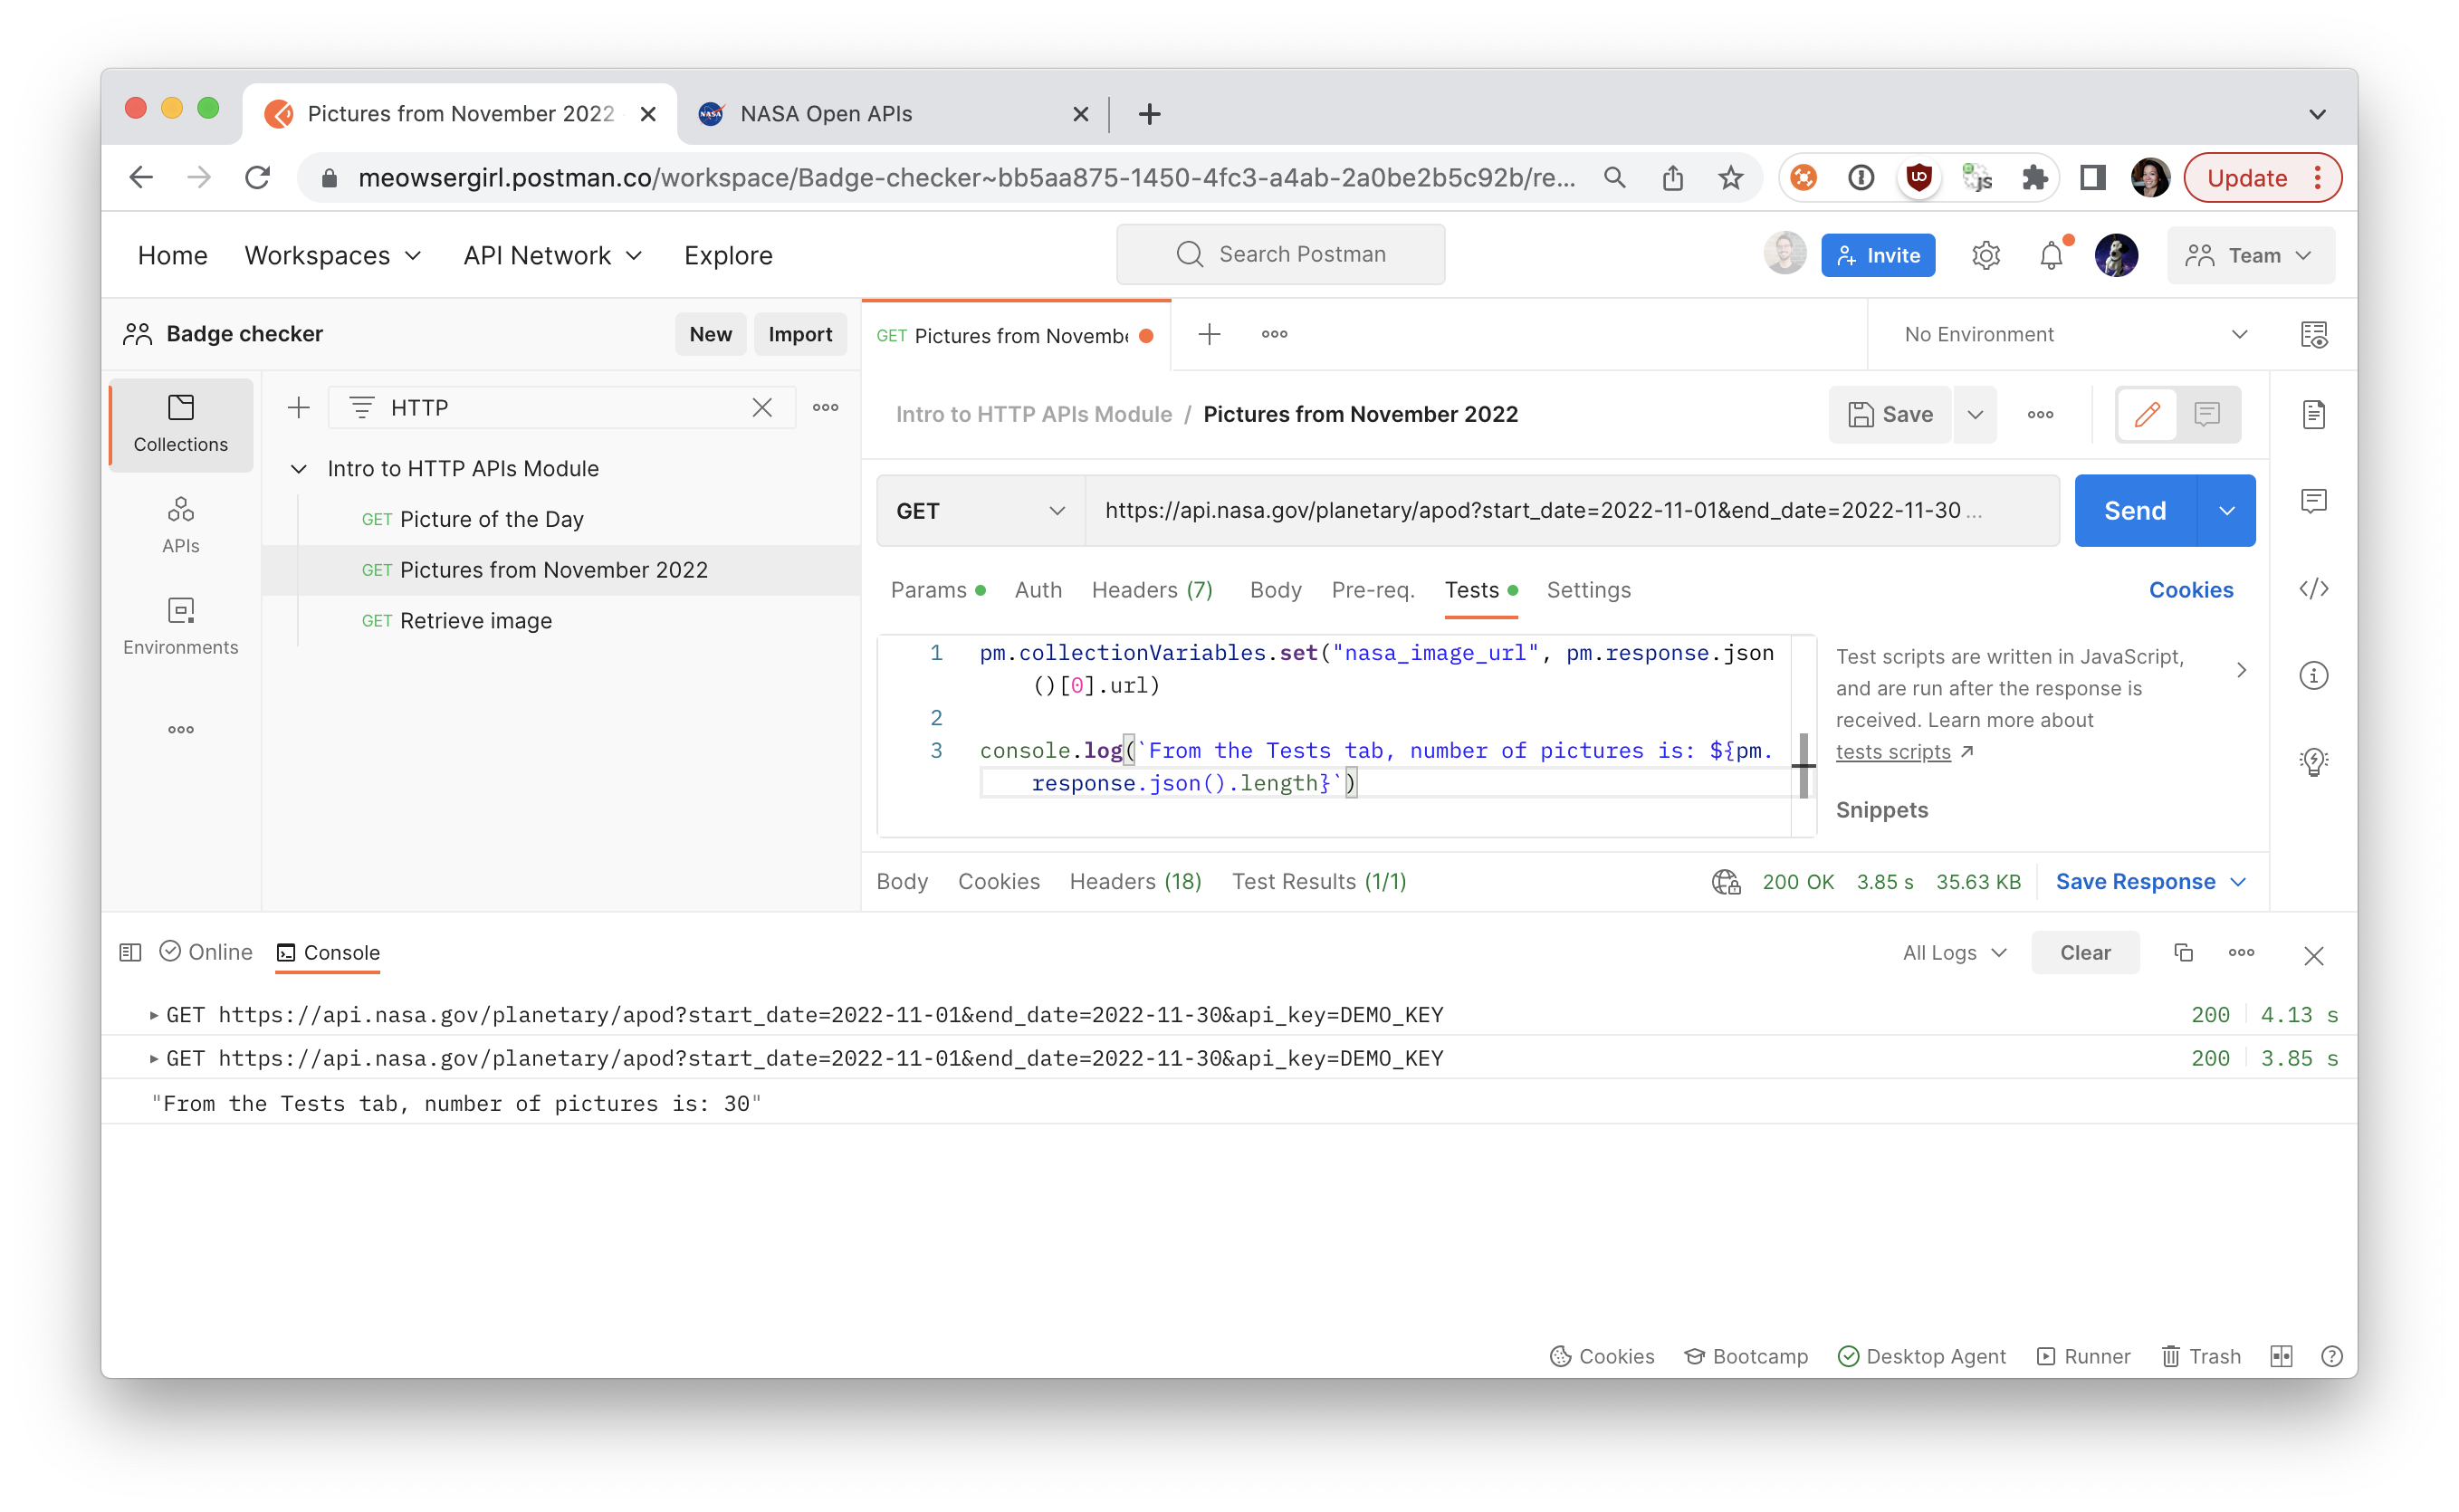 Pictures from November 2022
NASA Open APIs
meowsergirl.postman.co/workspace/Badge-checker~bb5aa875-1450-4fc3-a4ab-2a0be2b5c92b/re...
Update
Home Workspaces API Network Explore
Search Postman
Invite
Team
Badge checker
New Import
GET Pictures from Novembe
No Environment
Collections
HTTP
Intro to HTTP APIs Module / Pictures from November 2022
Save
Intro to HTTP APIs Module
GET Picture of the Day
GET Pictures from November 2022
GET Retrieve image
APIs
Environments
GET https://api.nasa.gov/planetary/apod?start_date=2022-11-01&end_date=2022-11-30 ...
Send
Params Auth Headers (7) Body Pre-req. Tests Settings
Cookies
1 pm.collectionVariables.set("nasa_image_url", pm.response.json
()[0].url)
2
3 console.log(`From the Tests tab, number of pictures is: ${pm.
response.json().length}`)
Test scripts are written in JavaScript,
and are run after the response is
received. Learn more about
tests scripts
Snippets
Body Cookies Headers (18) Test Results (1/1)
200 OK 3.85 s 35.63 KB Save Response
Online Console
All Logs Clear
GET https://api.nasa.gov/planetary/apod?start_date=2022-11-01&end_date=2022-11-30&api_key=DEMO_KEY 200 4.13 s
GET https://api.nasa.gov/planetary/apod?start_date=2022-11-01&end_date=2022-11-30&api_key=DEMO_KEY 200 3.85 s
"From the Tests tab, number of pictures is: 30"
Cookies Bootcamp Desktop Agent Runner Trash